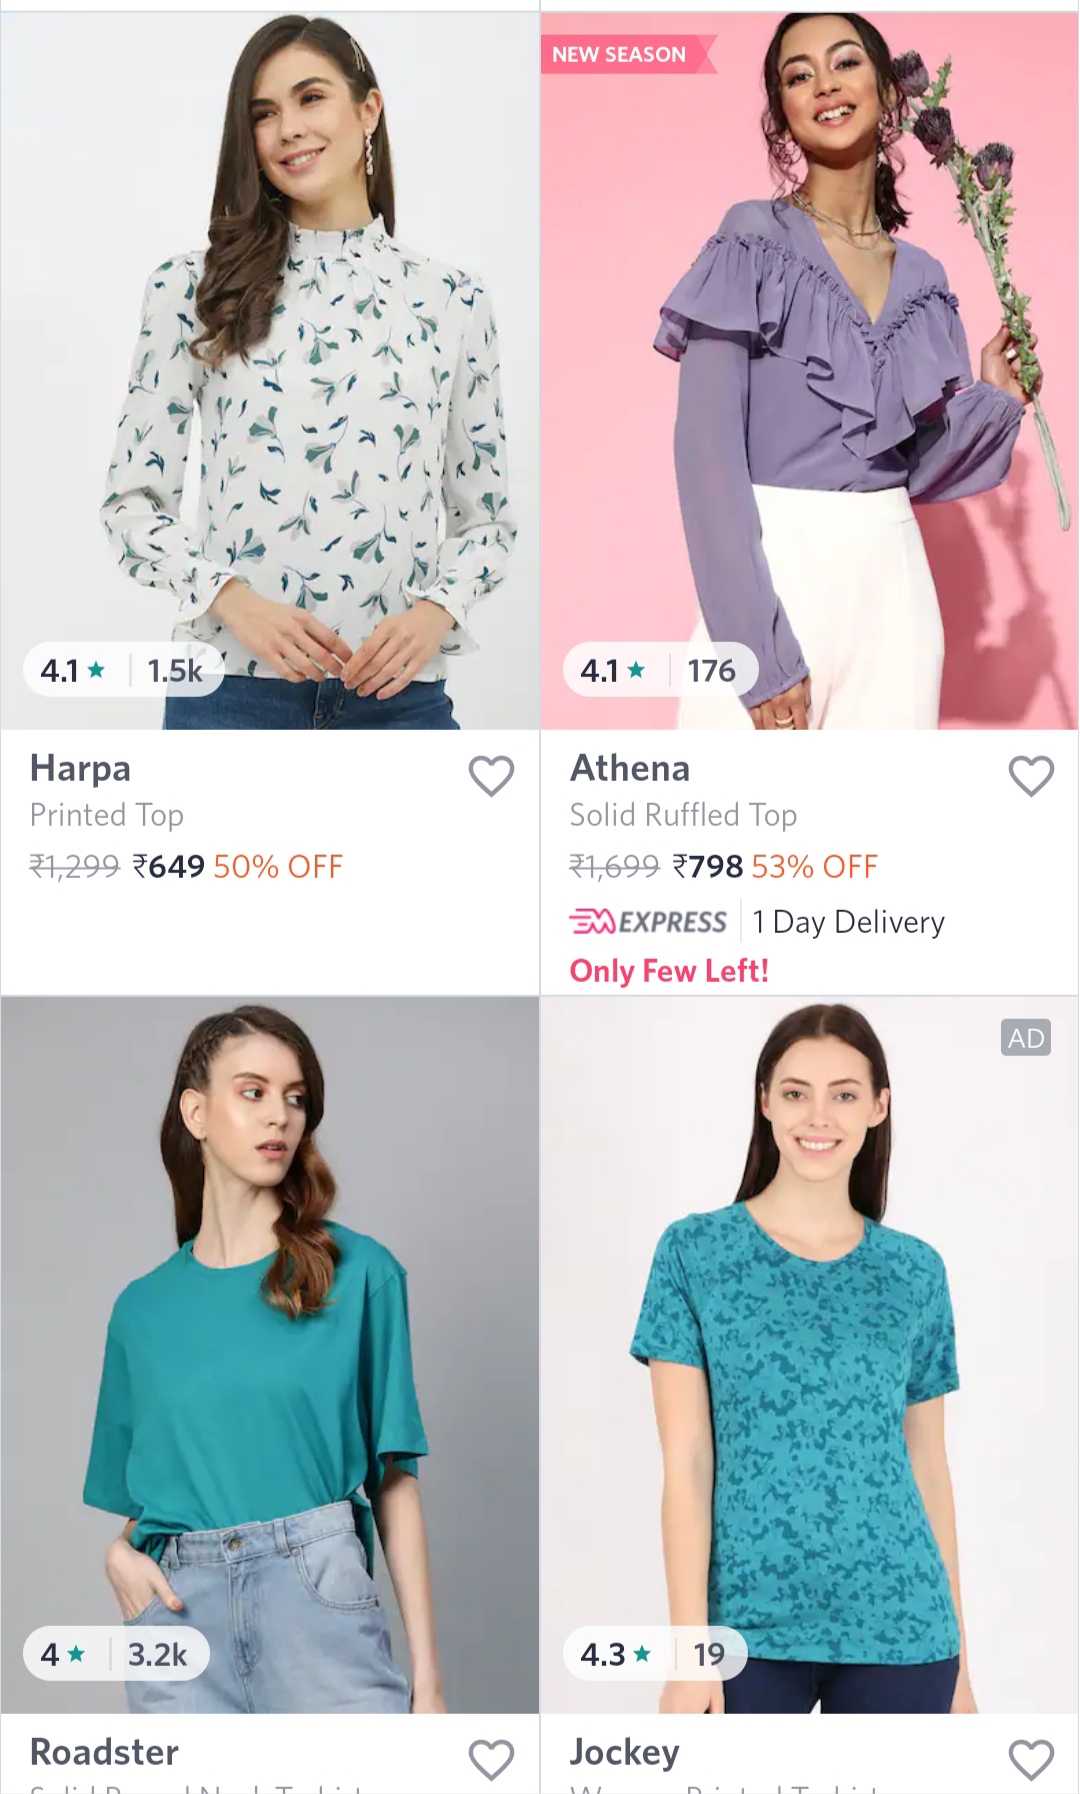 NEW SEASON
4.1 ★ | 1.5k
4.1 ★ | 176
Harpa
Printed Top
₹1,299 ₹649 50% OFF
Athena
Solid Ruffled Top
₹1,699 ₹798 53% OFF
EXPRESS | 1 Day Delivery
Only Few Left!
AD
4 ★ | 3.2k
4.3 ★ | 19
Roadster
Jockey